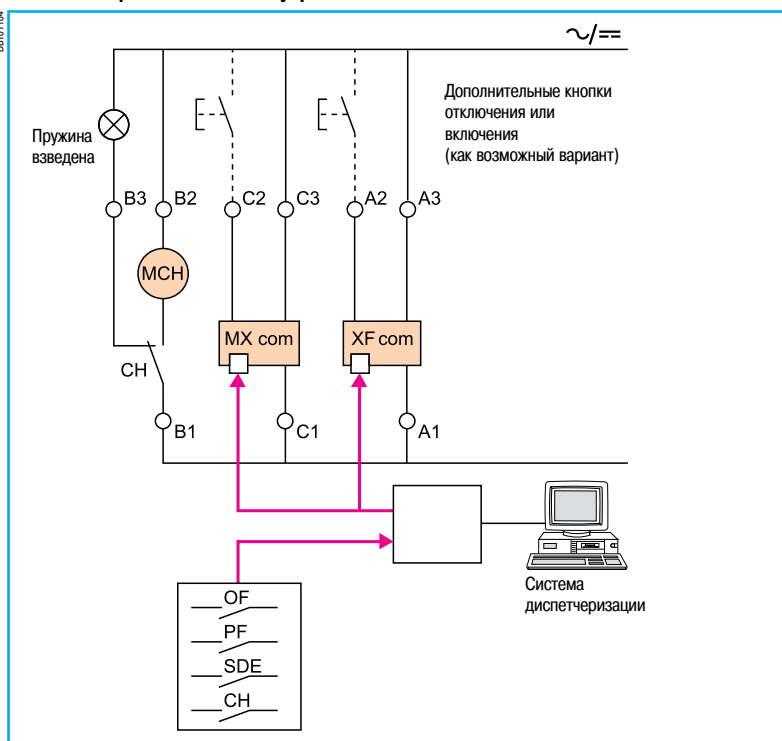 ~/==
Дополнительные кнопки
отключения или
включения
(как возможный вариант)
Пружина
взведена
B3 B2 C2 C3 A2 A3
MCH
MX com XF com
CH
B1 C1 A1
OF
PF
SDE
CH
Система
диспетчеризации